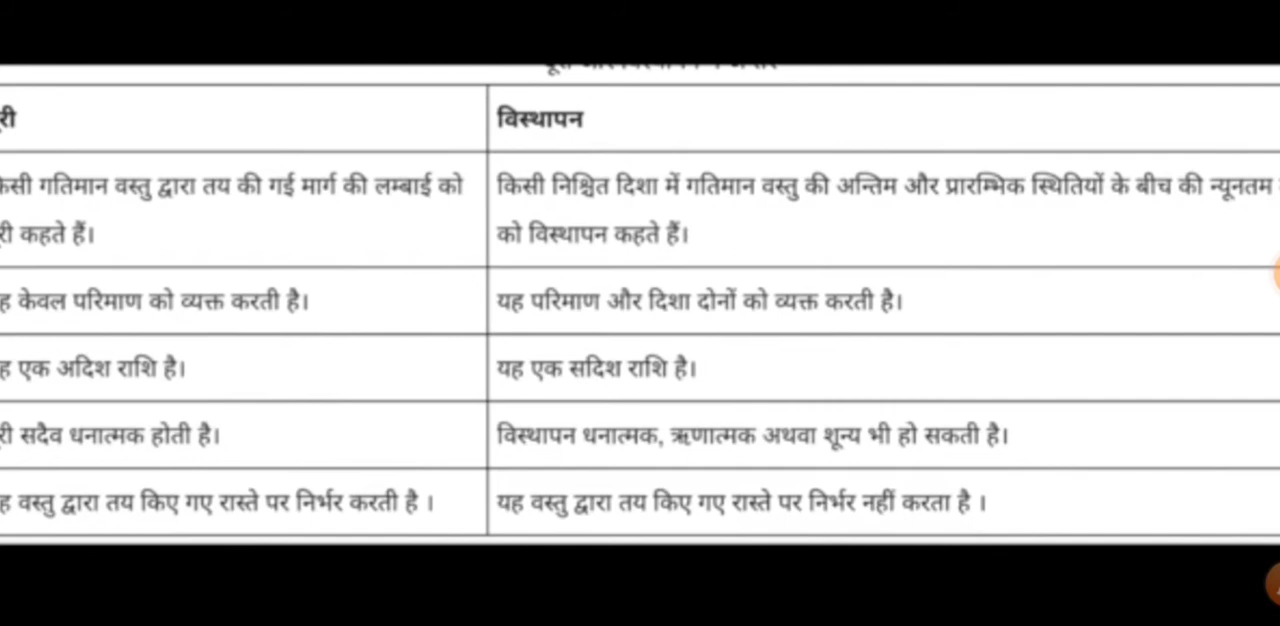 विस्थापन
गतिमान वस्तु द्वारा तय की गई मार्ग की लम्बाई को
कहते हैं।
किसी निश्चित दिशा में गतिमान वस्तु की अन्तिम और प्रारम्भिक स्थितियों के बीच की न्यूनतम
को विस्थापन कहते हैं।
केवल परिमाण को व्यक्त करती है।
यह परिमाण और दिशा दोनों को व्यक्त करती है।
एक अदिश राशि है।
यह एक सदिश राशि है।
सदैव धनात्मक होती है।
विस्थापन धनात्मक, ऋणात्मक अथवा शून्य भी हो सकती है।
वस्तु द्वारा तय किए गए रास्ते पर निर्भर करती है ।
यह वस्तु द्वारा तय किए गए रास्ते पर निर्भर नहीं करता है ।